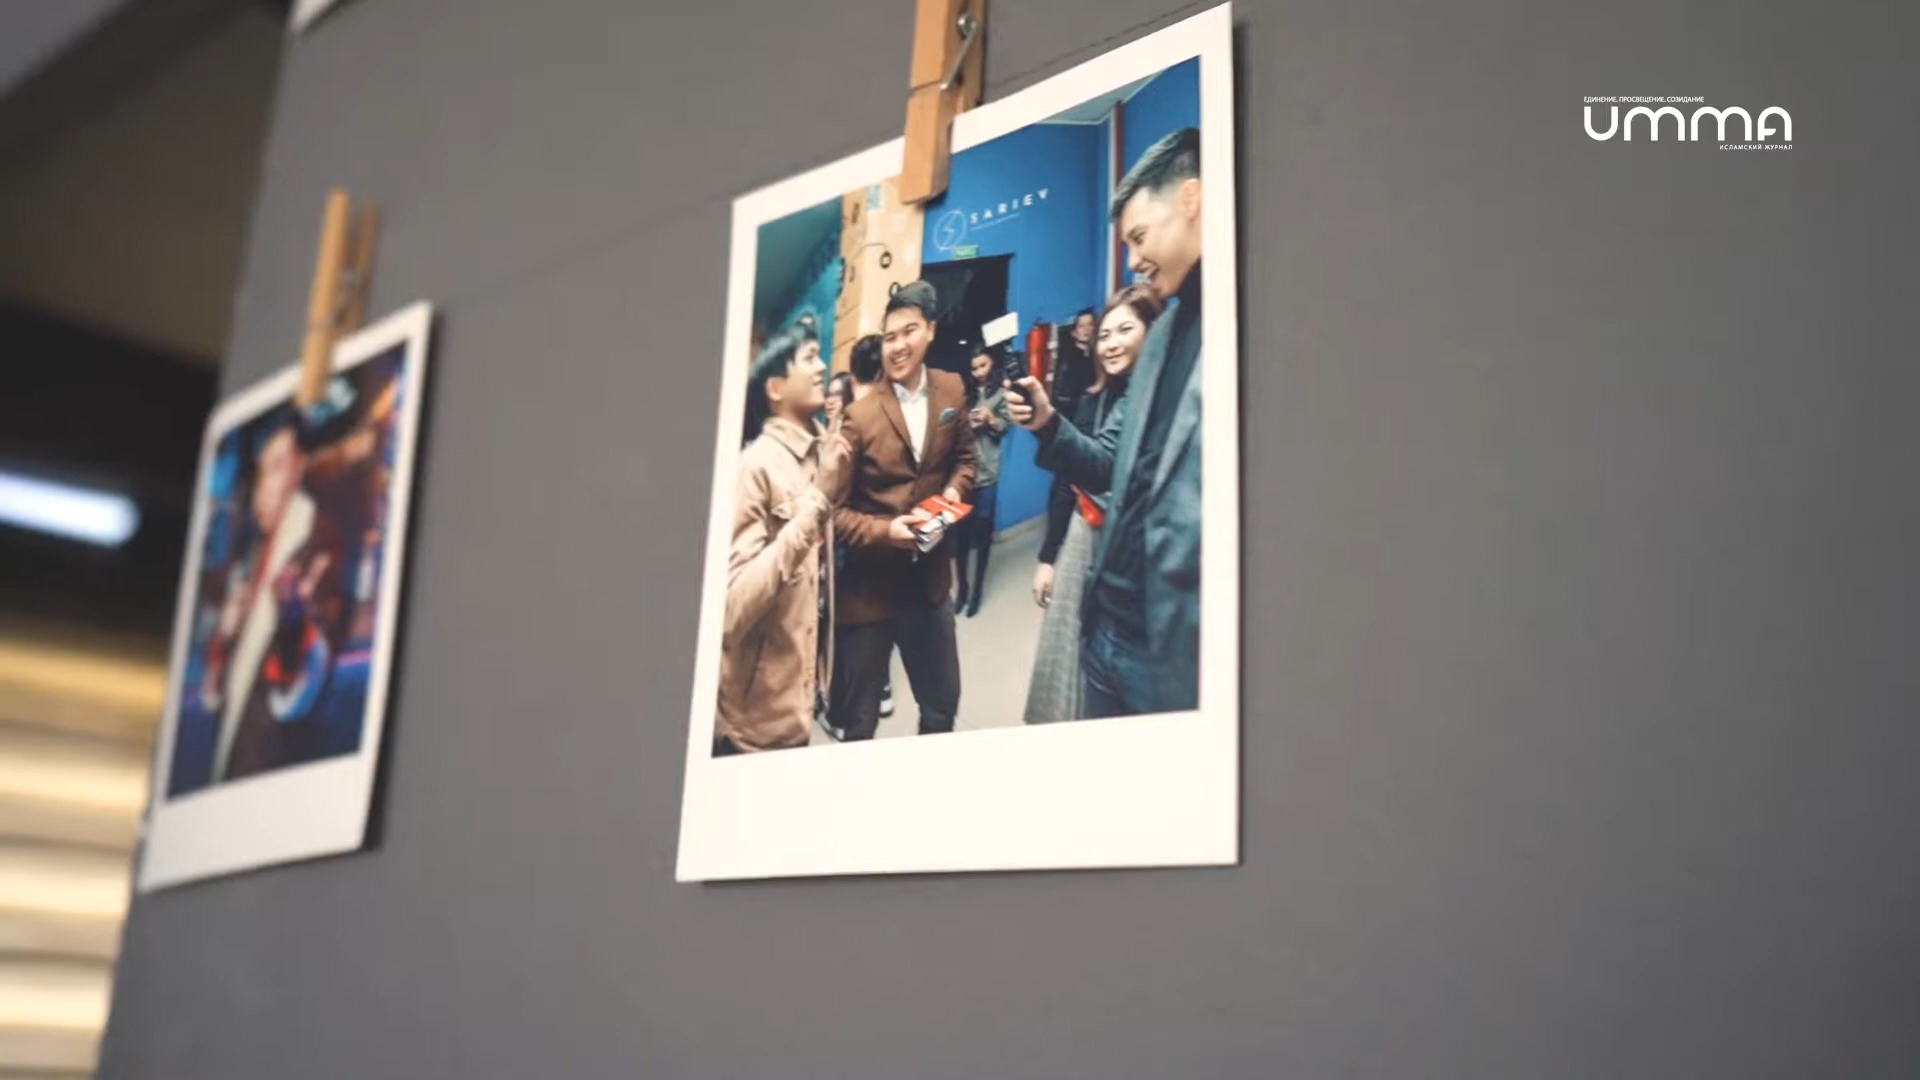 ЕДИНЕНИЕ. ПРОСВЕЩЕНИЕ. СОЗИДАНИЕ
UMMA
ИСЛАМСКИЙ ЖУРНАЛ
SARIEV